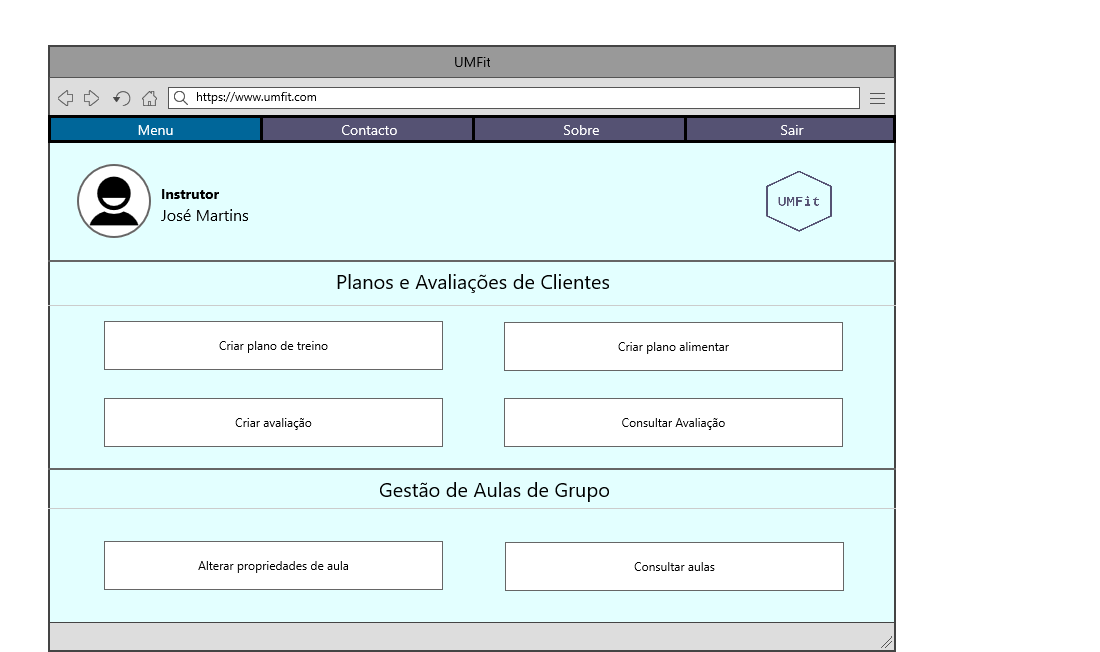 UMFit
https://www.umfit.com
Menu
Contacto
Sobre
Sair
Instrutor
José Martins
UMFit
Planos e Avaliações de Clientes
Criar plano de treino
Criar plano alimentar
Criar avaliação
Consultar Avaliação
Gestão de Aulas de Grupo
Alterar propriedades de aula
Consultar aulas